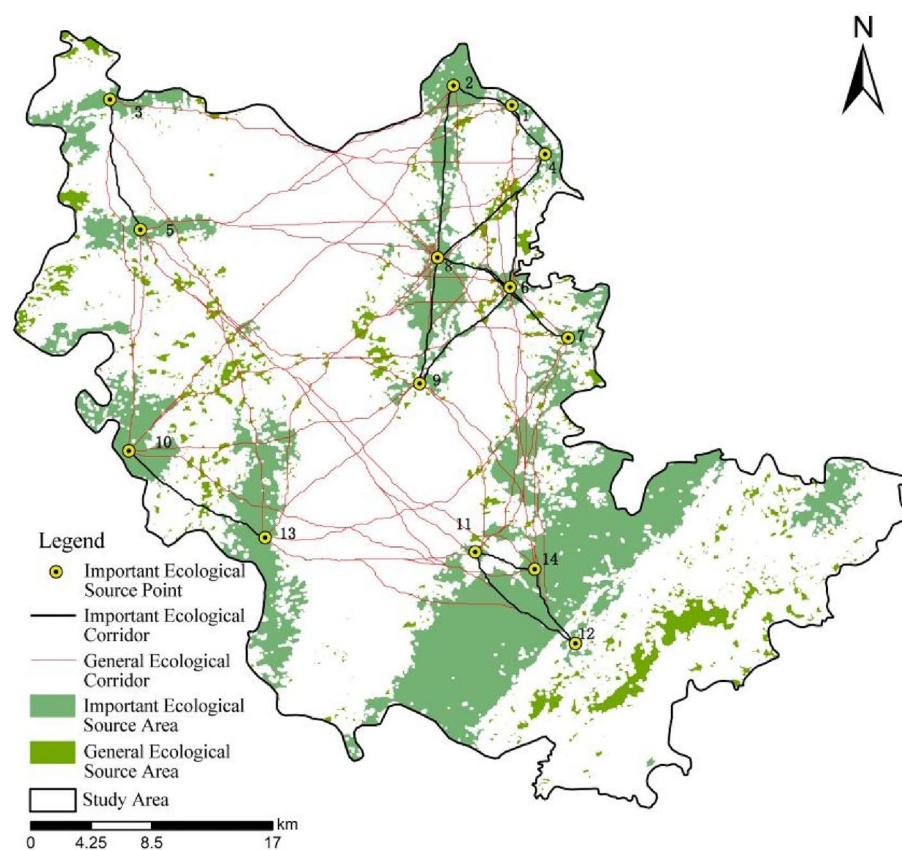 N
2
3
1
4
5
8
6
7
9
10
13
11
14
12
Legend
Important Ecological
Source Point
Important Ecological
Corridor
General Ecological
Corridor
Important Ecological
Source Area
General Ecological
Source Area
Study Area
km
0 4.25 8.5 17